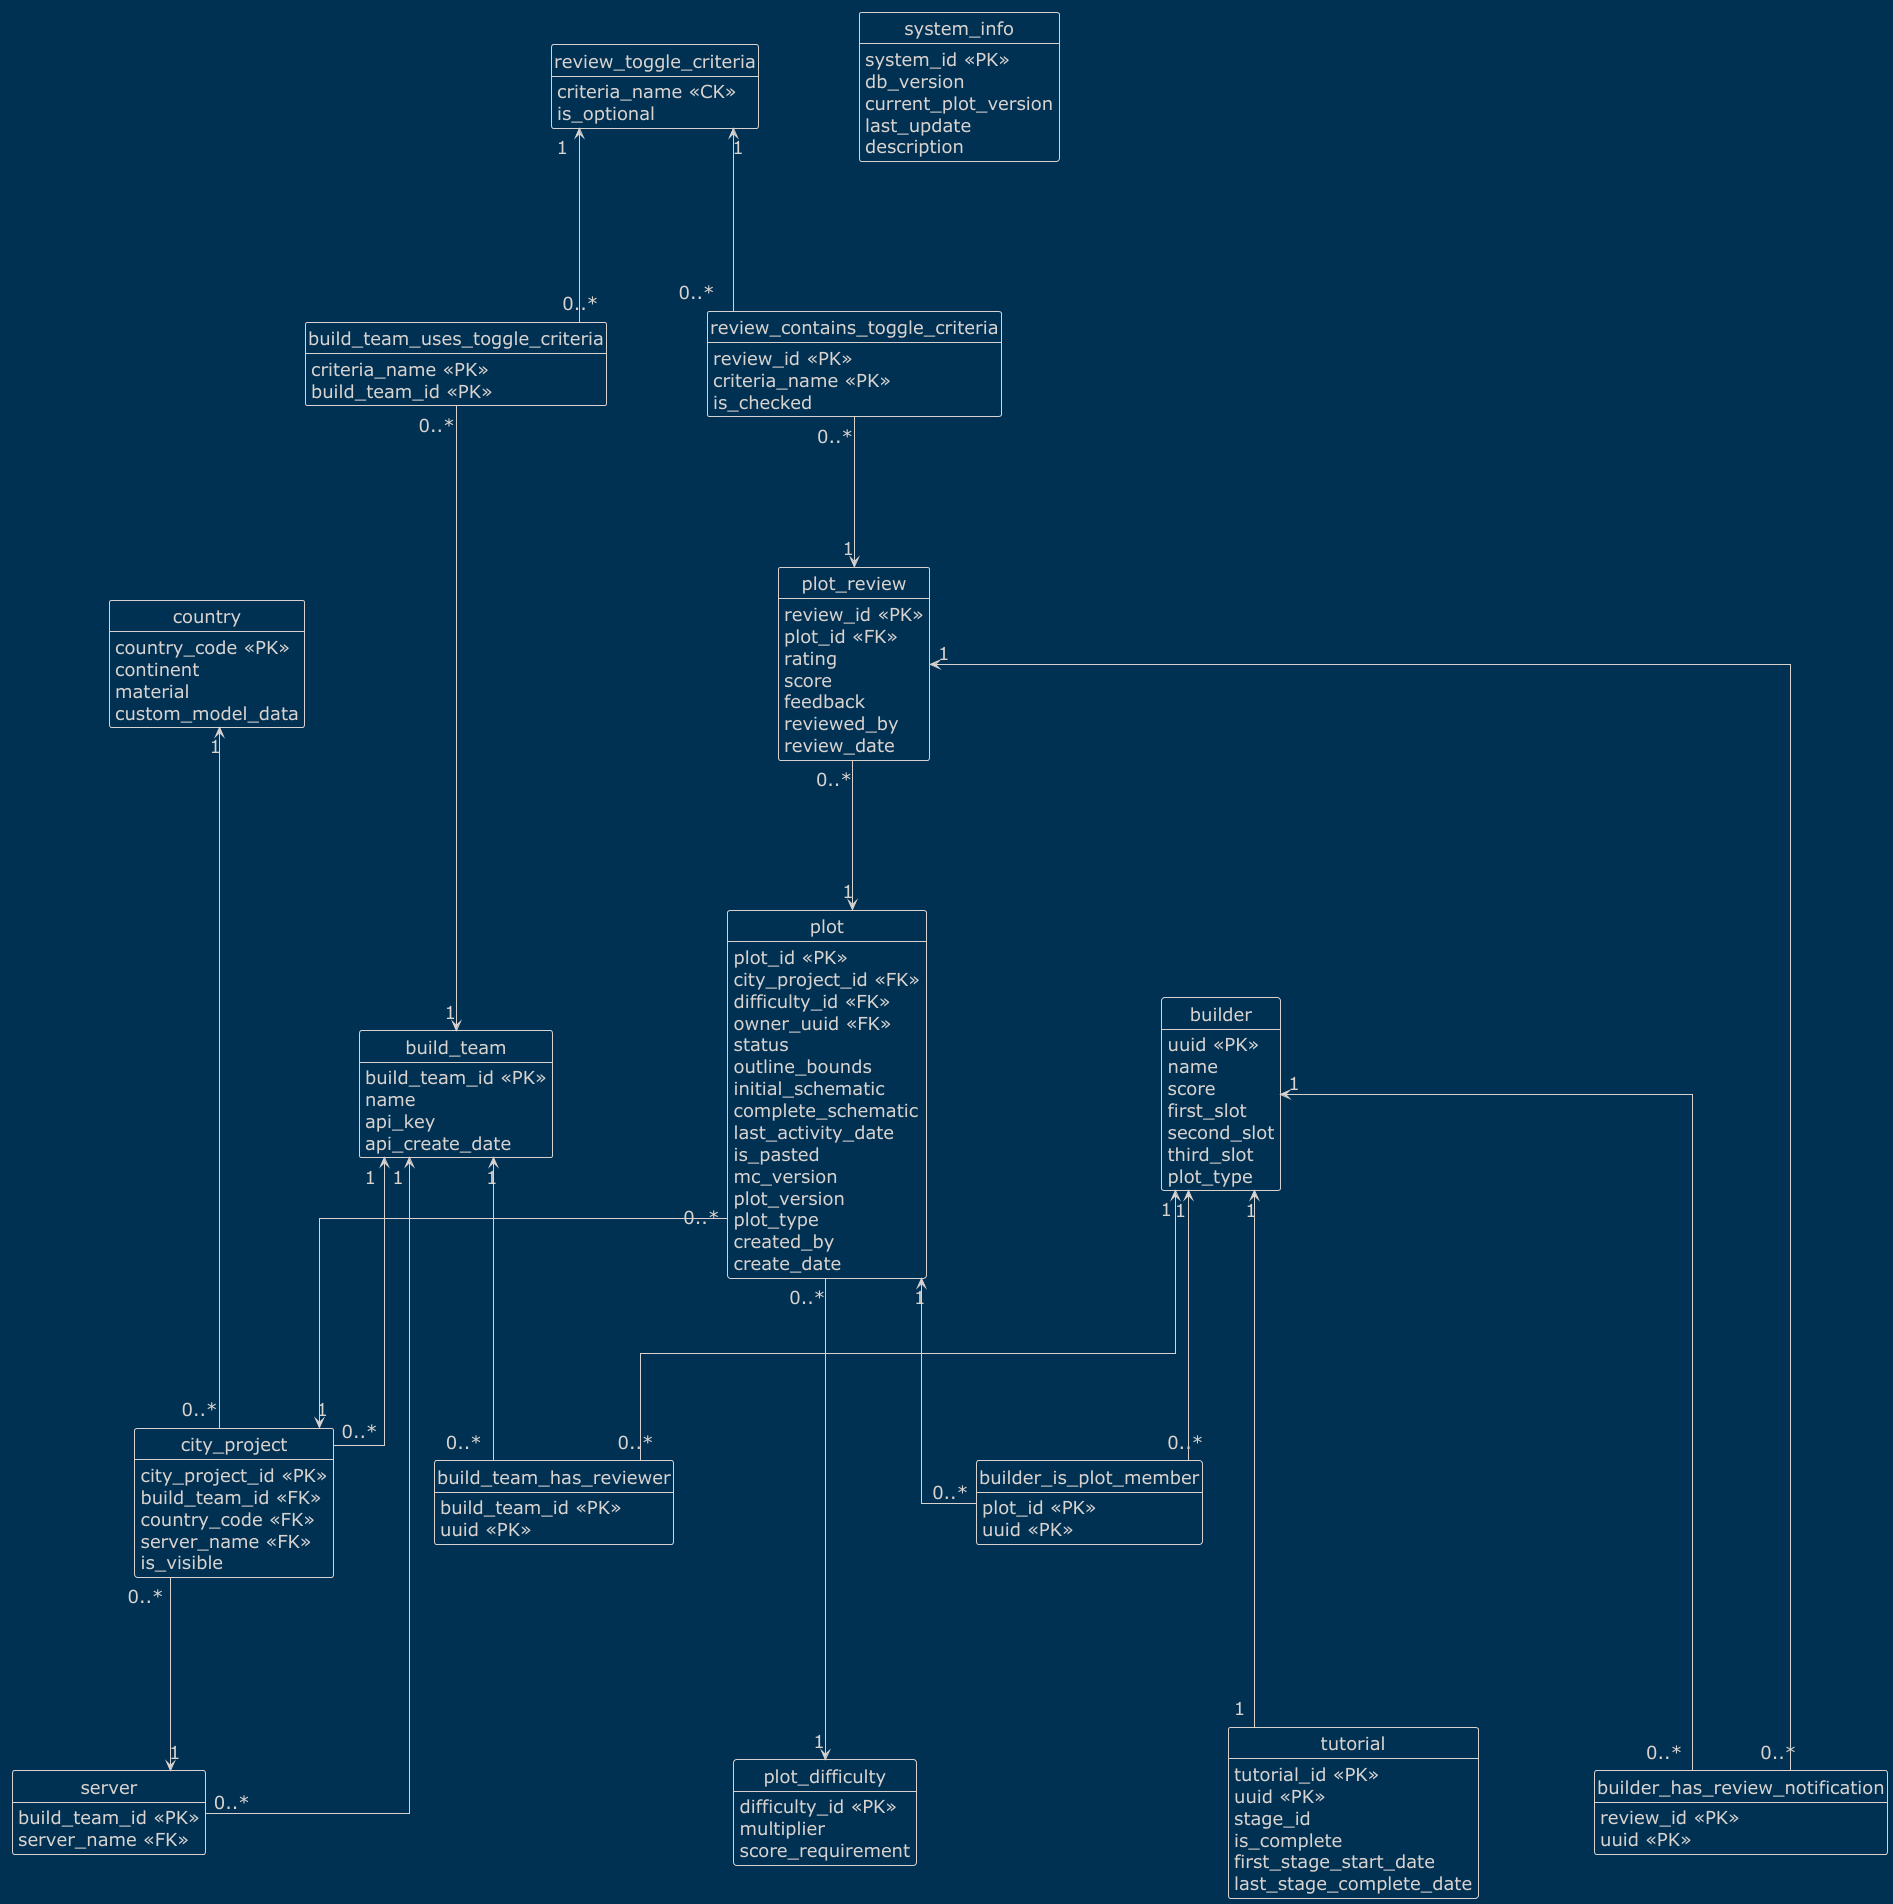 system_info
system_id «PK»
db_version
current_plot_version
last_update
description
review_toggle_criteria
criteria_name «CK»
is_optional
1
1
0..*
0..*
build_team_uses_toggle_criteria
criteria_name «PK»
build_team_id «PK»
review_contains_toggle_criteria
review_id «PK»
criteria_name «PK»
is_checked
0..*
0..*
1
plot_review
review_id «PK»
plot_id «FK»
rating
score
feedback
reviewed_by
review_date
1
country
country_code «PK»
continent
material
custom_model_data
1
0..*
1
plot
plot_id «PK»
city_project_id «FK»
difficulty_id «FK»
owner_uuid «FK»
status
outline_bounds
initial_schematic
complete_schematic
last_activity_date
is_pasted
mc_version
plot_version
plot_type
created_by
create_date
1
build_team
build_team_id «PK»
name
api_key
api_create_date
1
1
1
0..*
builder
uuid «PK»
name
score
first_slot
second_slot
third_slot
plot_type
1
1
1
1
0..*
1
0..*
1
0..*
city_project
city_project_id «PK»
build_team_id «FK»
country_code «FK»
server_name «FK»
is_visible
0..*
0..*
build_team_has_reviewer
build_team_id «PK»
uuid «PK»
0..*
0..*
builder_is_plot_member
plot_id «PK»
uuid «PK»
0..*
1
server
build_team_id «PK»
server_name «FK»
0..*
1
plot_difficulty
difficulty_id «PK»
multiplier
score_requirement
1
tutorial
tutorial_id «PK»
uuid «PK»
stage_id
is_complete
first_stage_start_date
last_stage_complete_date
0..*
0..*
builder_has_review_notification
review_id «PK»
uuid «PK»